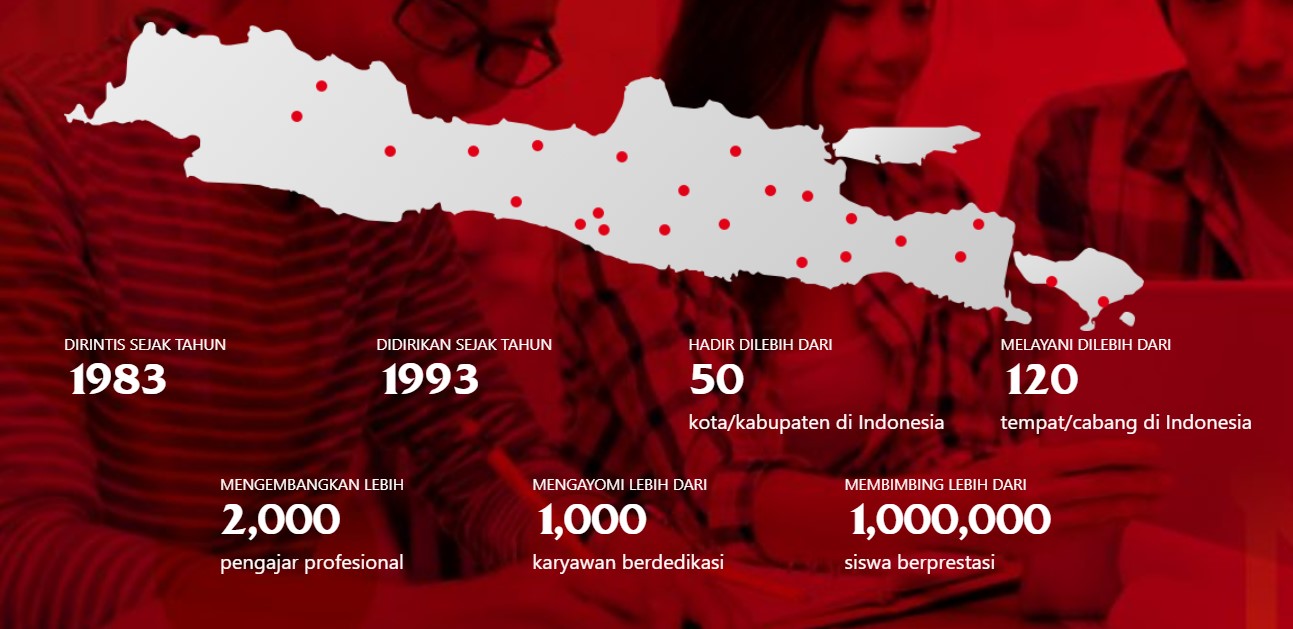 DIRINTIS SEJAK TAHUN
1983
DIDIRIKAN SEJAK TAHUN
1993
HADIR DILEBIH DARI
50
kota/kabupaten di Indonesia
MELAYANI DILEBIH DARI
120
tempat/cabang di Indonesia
MENGEMBANGKAN LEBIH
2,000
pengajar profesional
MENGAYOMI LEBIH DARI
1,000
karyawan berdedikasi
MEMBIMBING LEBIH DARI
1,000,000
siswa berprestasi